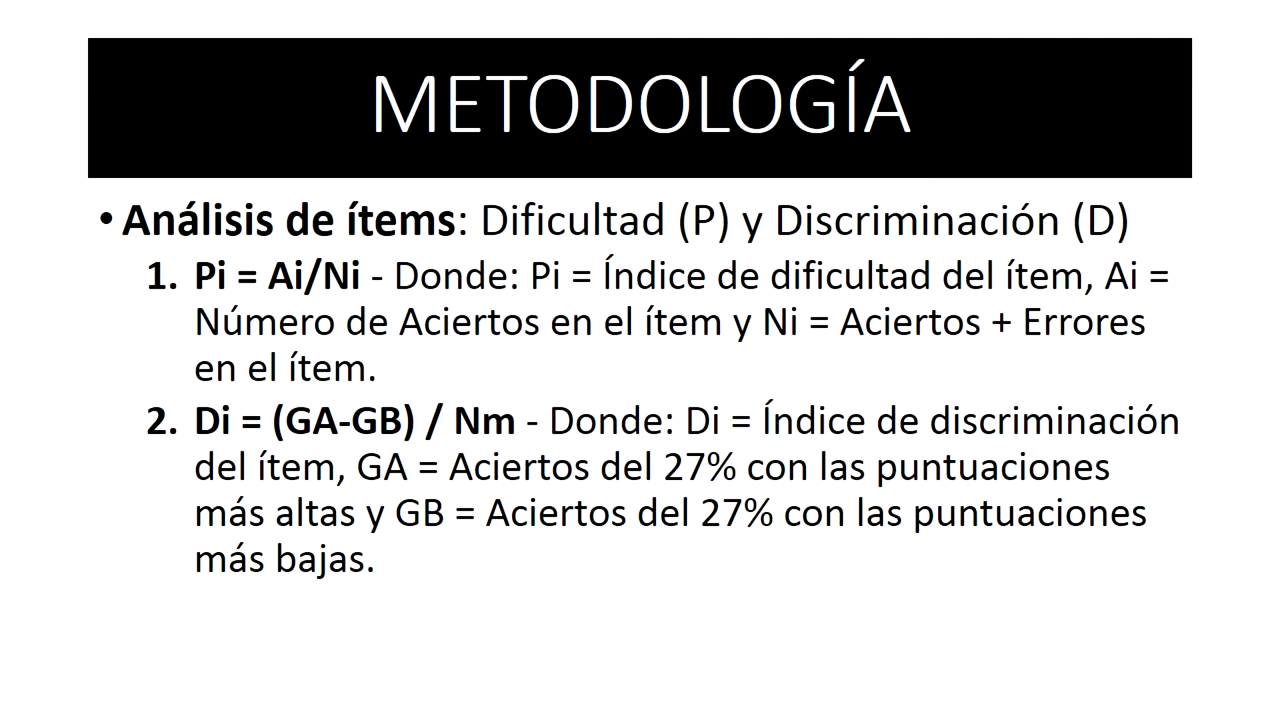 METODOLOGÍA
• Análisis de ítems: Dificultad (P) y Discriminación (D)
1. Pi = Ai/Ni - Donde: Pi = Índice de dificultad del ítem, Ai =
Número de Aciertos en el ítem y Ni = Aciertos + Errores
en el ítem.
2. Di = (GA-GB) / Nm - Donde: Di = Índice de discriminación
del ítem, GA = Aciertos del 27% con las puntuaciones
más altas y GB = Aciertos del 27% con las puntuaciones
más bajas.